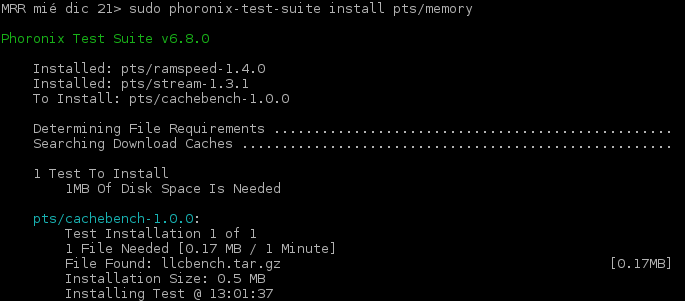 MRR mié dic 21> sudo phoronix-test-suite install pts/memory
Phoronix Test Suite v6.8.0
Installed: pts/ramspeed-1.4.0
Installed: pts/stream-1.3.1
To Install: pts/cachebench-1.0.0
Determining File Requirements ..................................................
Searching Download Caches ......................................................
1 Test To Install
1MB Of Disk Space Is Needed
pts/cachebench-1.0.0:
Test Installation 1 of 1
1 File Needed [0.17 MB / 1 Minute]
File Found: llcbench.tar.gz [0.17MB]
Installation Size: 0.5 MB
Installing Test @ 13:01:37